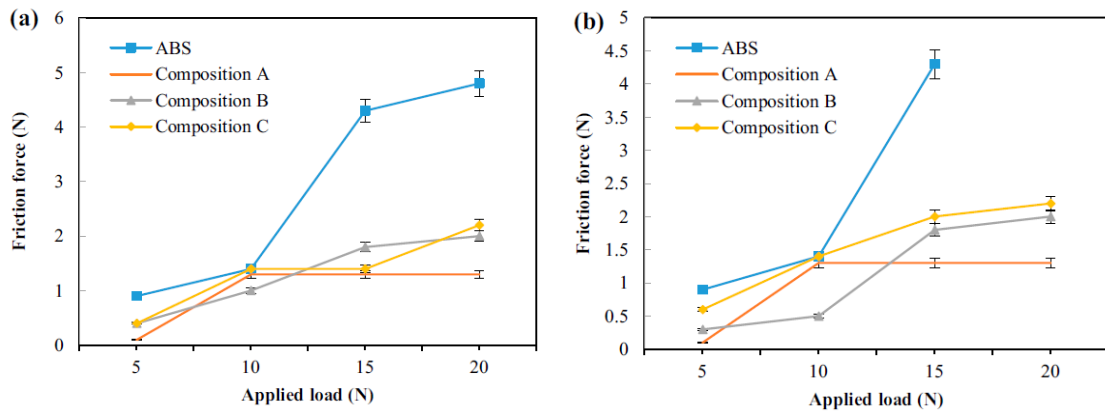 (a)
6
5
4
3
2
1
0
Friction force (N)
ABS
Composition A
Composition B
Composition C
5 10 15 20
Applied load (N)
(b)
5
4.5
4
3.5
3
2.5
2
1.5
1
0.5
0
Friction force (N)
ABS
Composition A
Composition B
Composition C
5 10 15 20
Applied load (N)